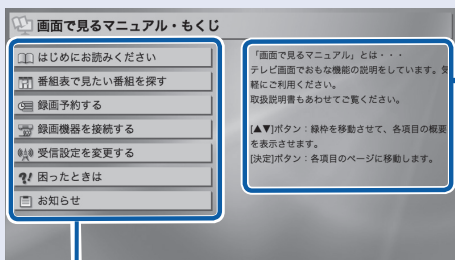 画面で見るマニュアル・もくじ
はじめにお読みください
番組表で見たい番組を探す
録画予約する
録画機器を接続する
受信設定を変更する
困ったときは
お知らせ
「画面で見るマニュアル」とは・・・
テレビ画面でおもな機能の説明をしています。気
軽にご利用ください。
取扱説明書もあわせてご覧ください。
[▲▼]ボタン：緑枠を移動させて、各項目の概要
を表示させます。
[決定]ボタン：各項目のページに移動します。